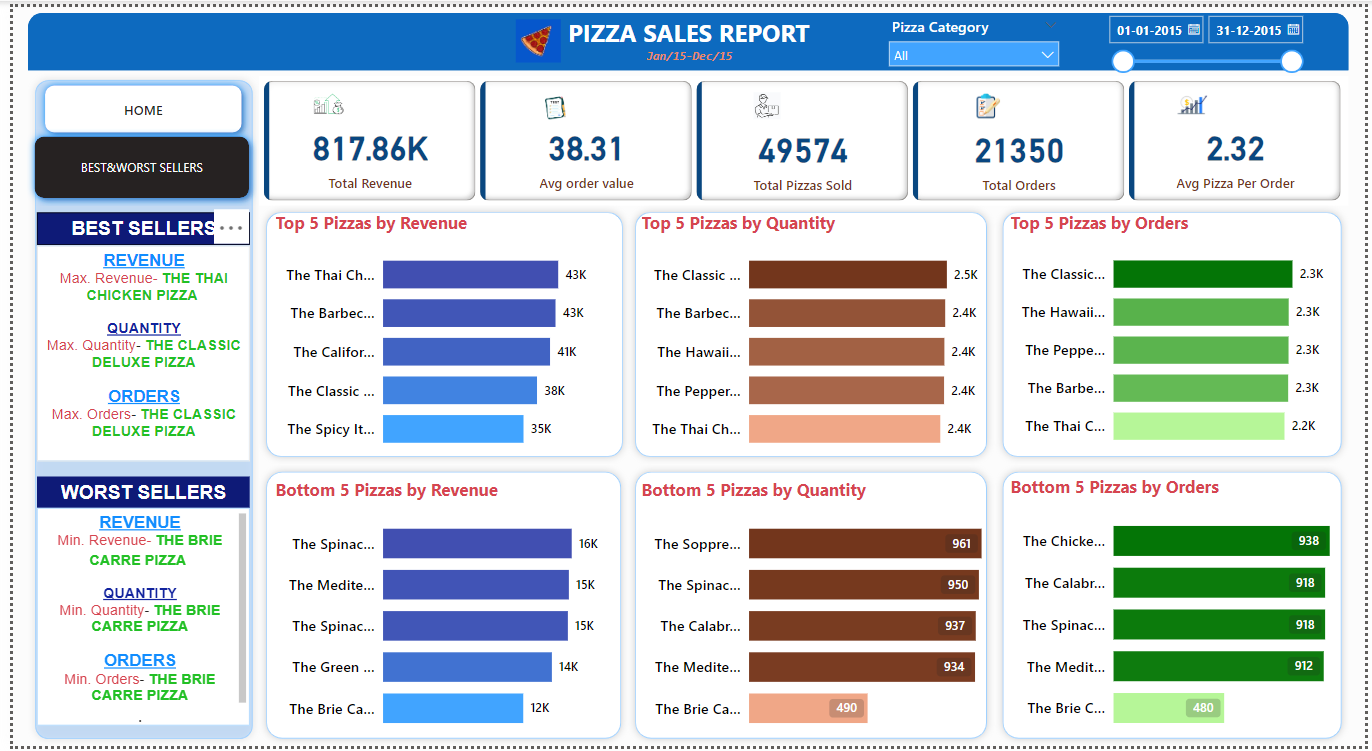 PIZZA SALES REPORT
Jan/15-Dec/15
Pizza Category
All
01-01-2015
31-12-2015
HOME
BEST&WORST SELLERS
817.86K
Total Revenue
38.31
Avg order value
49574
Total Pizzas Sold
21350
Total Orders
2.32
Avg Pizza Per Order
BEST SELLERS
REVENUE
Max. Revenue- THE THAI
CHICKEN PIZZA
QUANTITY
Max. Quantity- THE CLASSIC
DELUXE PIZZA
ORDERS
Max. Orders- THE CLASSIC
DELUXE PIZZA
WORST SELLERS
REVENUE
Min. Revenue- THE BRIE
CARRE PIZZA
QUANTITY
Min. Quantity- THE BRIE
CARRE PIZZA
ORDERS
Min. Orders- THE BRIE
CARRE PIZZA
.
Top 5 Pizzas by Revenue
The Thai Ch... 43K
The Barbec... 43K
The Califor... 41K
The Classic ... 38K
The Spicy It... 35K
Top 5 Pizzas by Quantity
The Classic ... 2.5K
The Barbec... 2.4K
The Hawaii... 2.4K
The Pepper... 2.4K
The Thai Ch... 2.4K
Top 5 Pizzas by Orders
The Classic... 2.3K
The Hawaii... 2.3K
The Peppe... 2.3K
The Barbe... 2.3K
The Thai C... 2.2K
Bottom 5 Pizzas by Revenue
The Spinac... 16K
The Medite... 15K
The Spinac... 15K
The Green ... 14K
The Brie Ca... 12K
Bottom 5 Pizzas by Quantity
The Soppre... 961
The Spinac... 950
The Calabr... 937
The Medite... 934
The Brie Ca... 490
Bottom 5 Pizzas by Orders
The Chicke... 938
The Calabr... 918
The Spinac... 918
The Medit... 912
The Brie C... 480